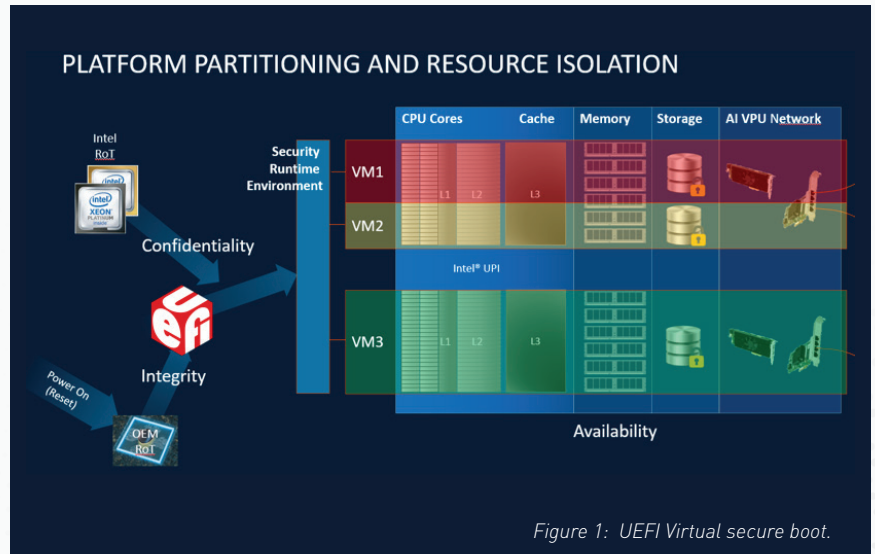 PLATFORM PARTITIONING AND RESOURCE ISOLATION
Intel
RoT
intel
XEON
PLATINUM
inside
Confidentiality
uefi
Integrity
Power On
(Reset)
OEM
RoT
Security
Runtime
Environment
CPU Cores
Cache
Memory
Storage
AI VPU Network
VM1
L1
L2
L3
VM2
Intel® UPI
VM3
L1
L2
L3
Availability
Figure 1: UEFI Virtual secure boot.